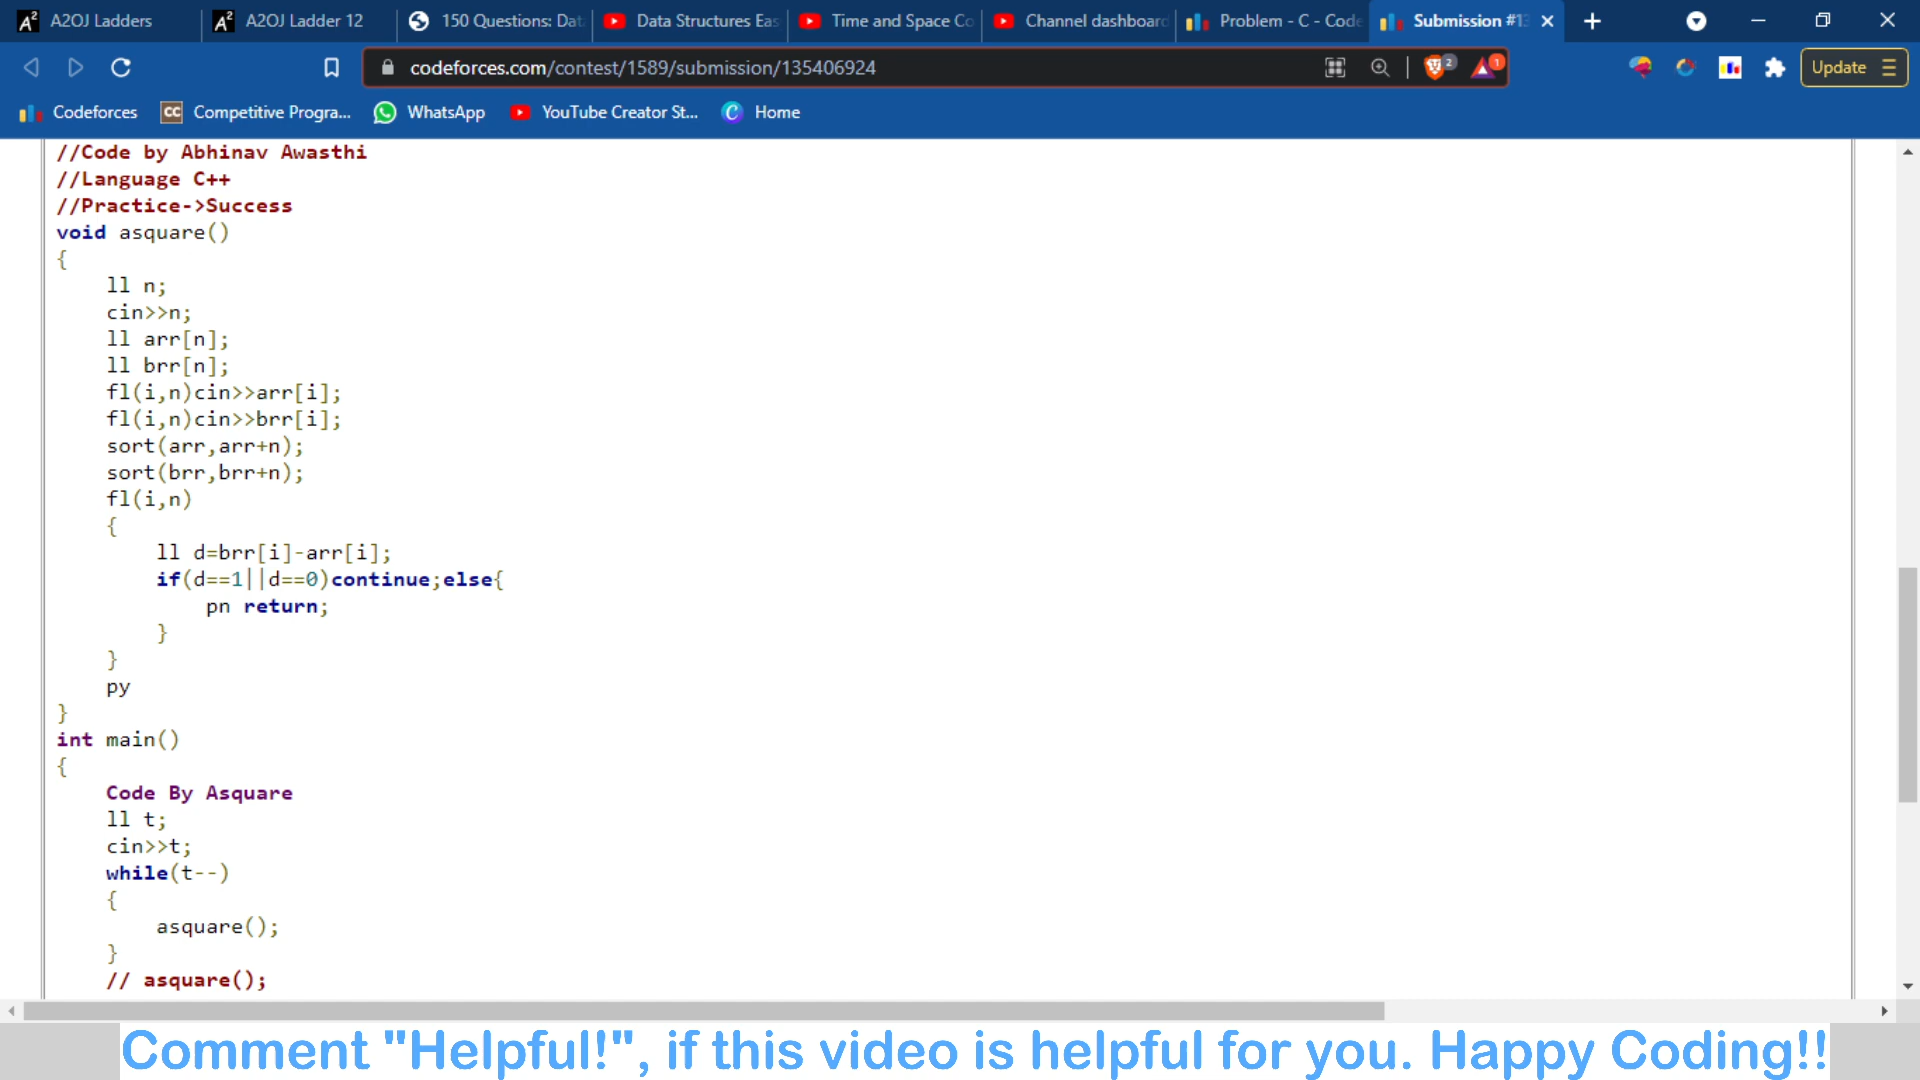 A2OJ Ladders
A2OJ Ladder 12
150 Questions: Dat
Data Structures Eas
Time and Space Co
Channel dashboard
Problem - C - Code
Submission #13
codeforces.com/contest/1589/submission/135406924
2
1
Update
Codeforces
CC Competitive Progra...
WhatsApp
YouTube Creator St...
Home
//Code by Abhinav Awasthi
//Language C++
//Practice->Success
void asquare()
{
ll n;
cin>>n;
ll arr[n];
ll brr[n];
fl(i,n)cin>>arr[i];
fl(i,n)cin>>brr[i];
sort(arr,arr+n);
sort(brr,brr+n);
fl(i,n)
{
ll d=brr[i]-arr[i];
if(d==1||d==0)continue;else{
pn return;
}
}
py
}
int main()
{
Code By Asquare
ll t;
cin>>t;
while(t--)
{
asquare();
}
// asquare();
Comment "Helpful!", if this video is helpful for you. Happy Coding!!